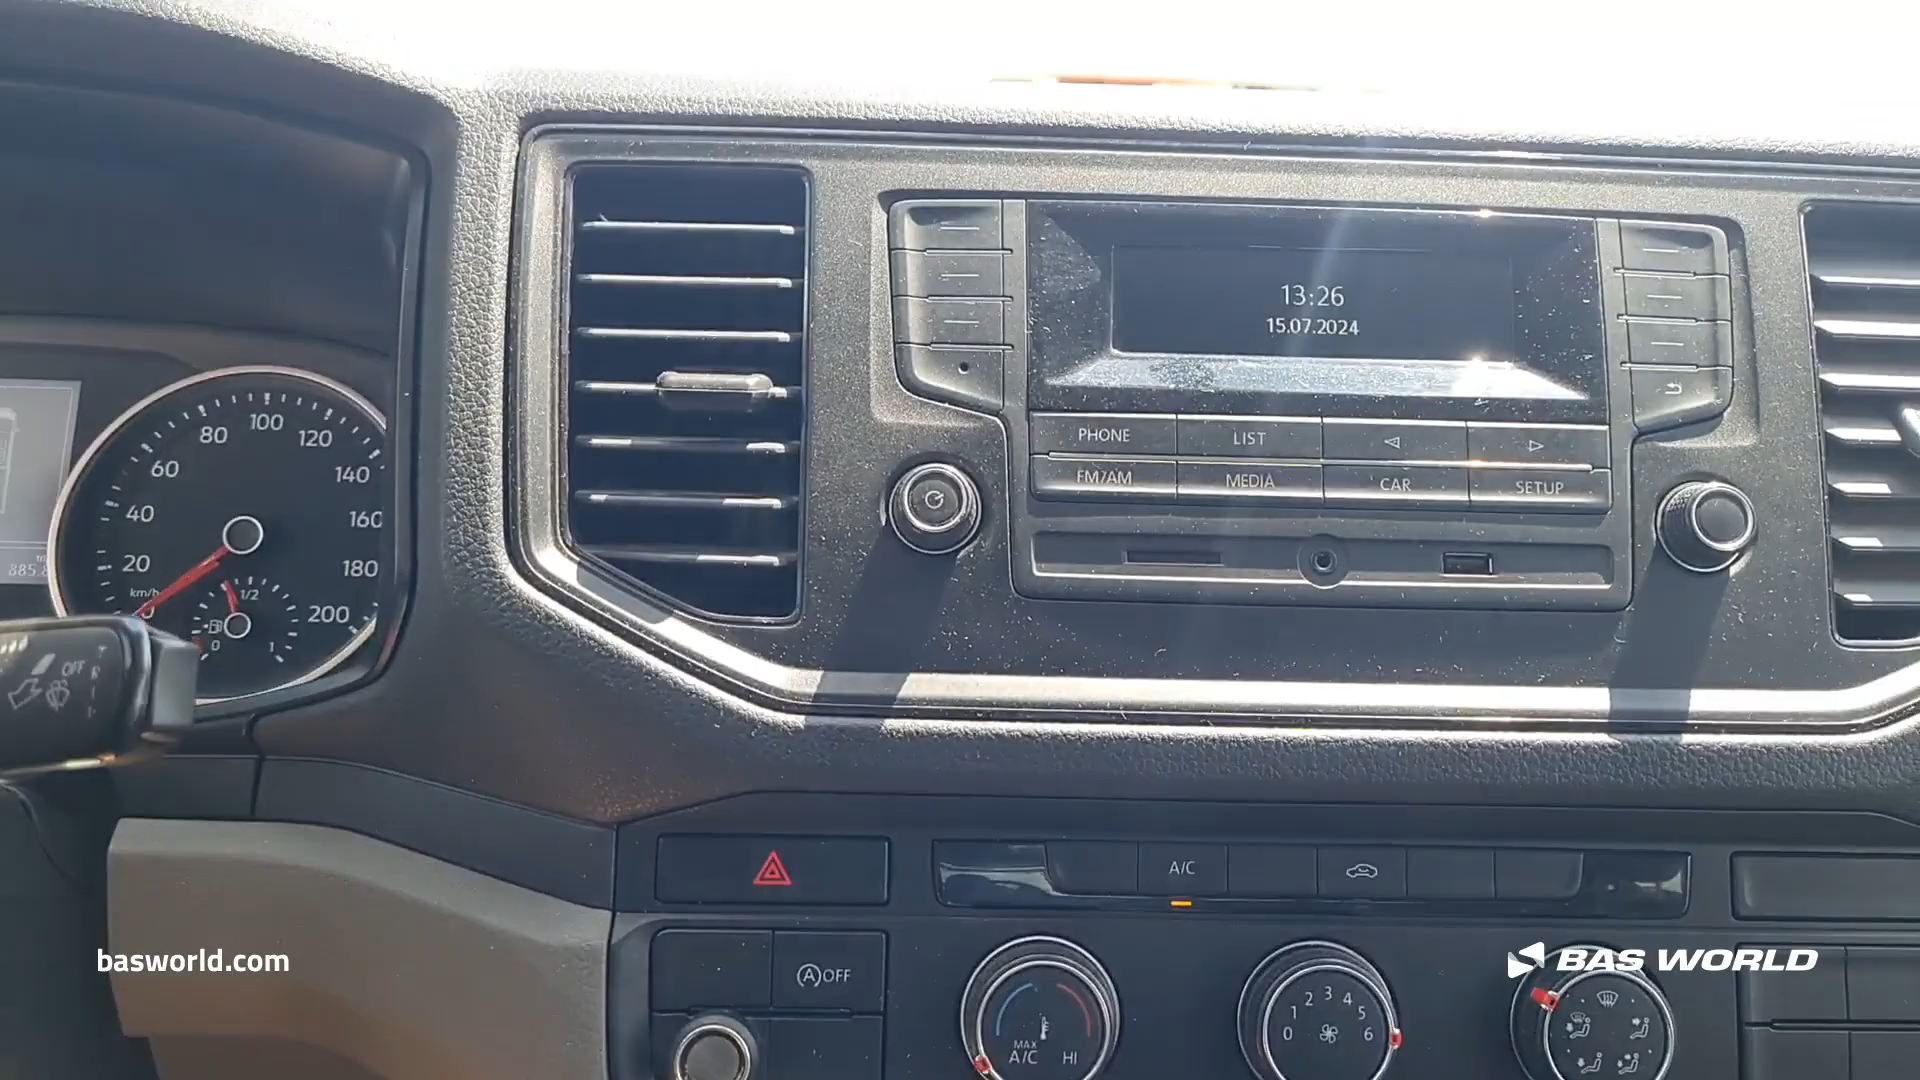 13:26
15.07.2024
PHONE
LIST
FM/AM
MEDIA
CAR
SETUP
20
40
60
80
100
120
140
160
180
200
km/h
1/2
0
1
885.8
OFF
A/C
A OFF
MAX
A/C
HI
0
1
2
3
4
5
6
basworld.com
BAS WORLD